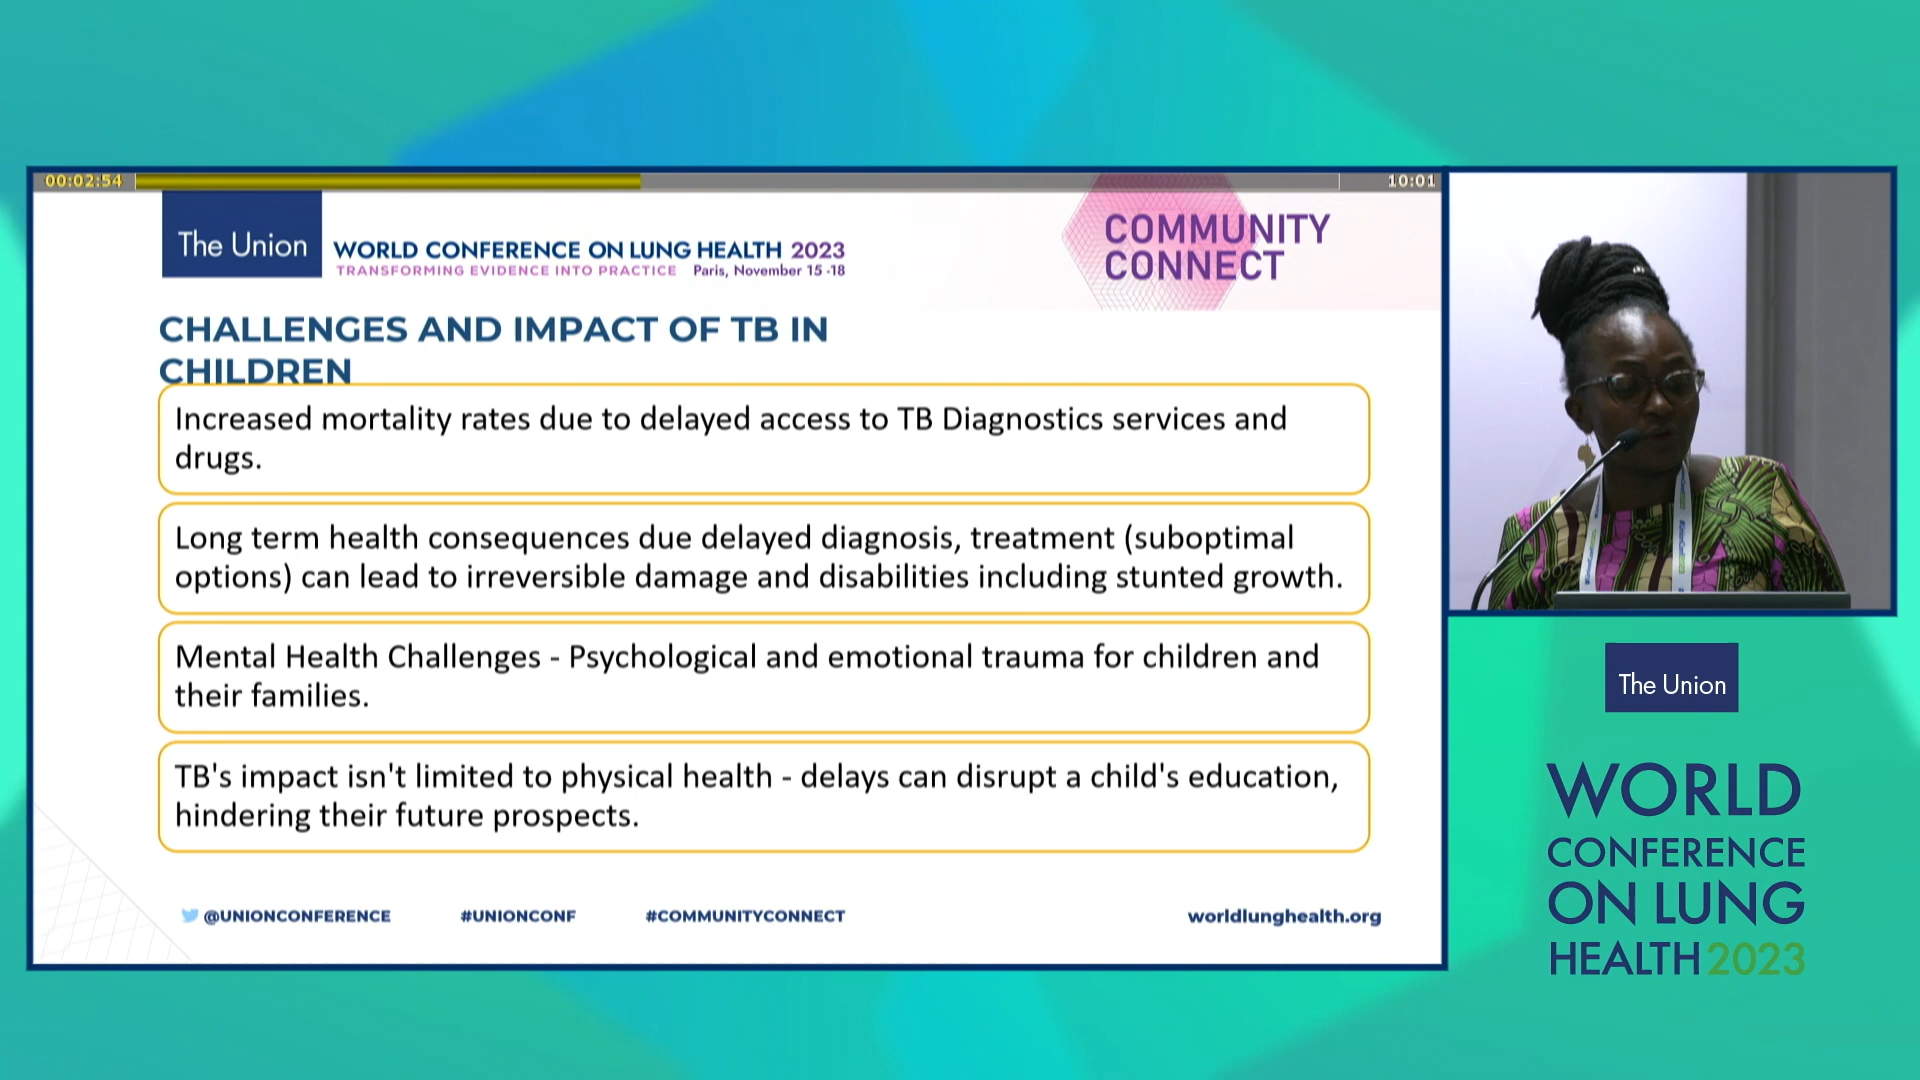 00:02:54
10:01
The Union
WORLD CONFERENCE ON LUNG HEALTH 2023
TRANSFORMING EVIDENCE INTO PRACTICE Paris, November 15 -18
COMMUNITY
CONNECT
CHALLENGES AND IMPACT OF TB IN
CHILDREN
Increased mortality rates due to delayed access to TB Diagnostics services and
drugs.
Long term health consequences due delayed diagnosis, treatment (suboptimal
options) can lead to irreversible damage and disabilities including stunted growth.
Mental Health Challenges - Psychological and emotional trauma for children and
their families.
TB's impact isn't limited to physical health - delays can disrupt a child's education,
hindering their future prospects.
@UNIONCONFERENCE
#UNIONCONF
#COMMUNITYCONNECT
worldlunghealth.org
The Union
WORLD
CONFERENCE
ON LUNG
HEALTH 2023